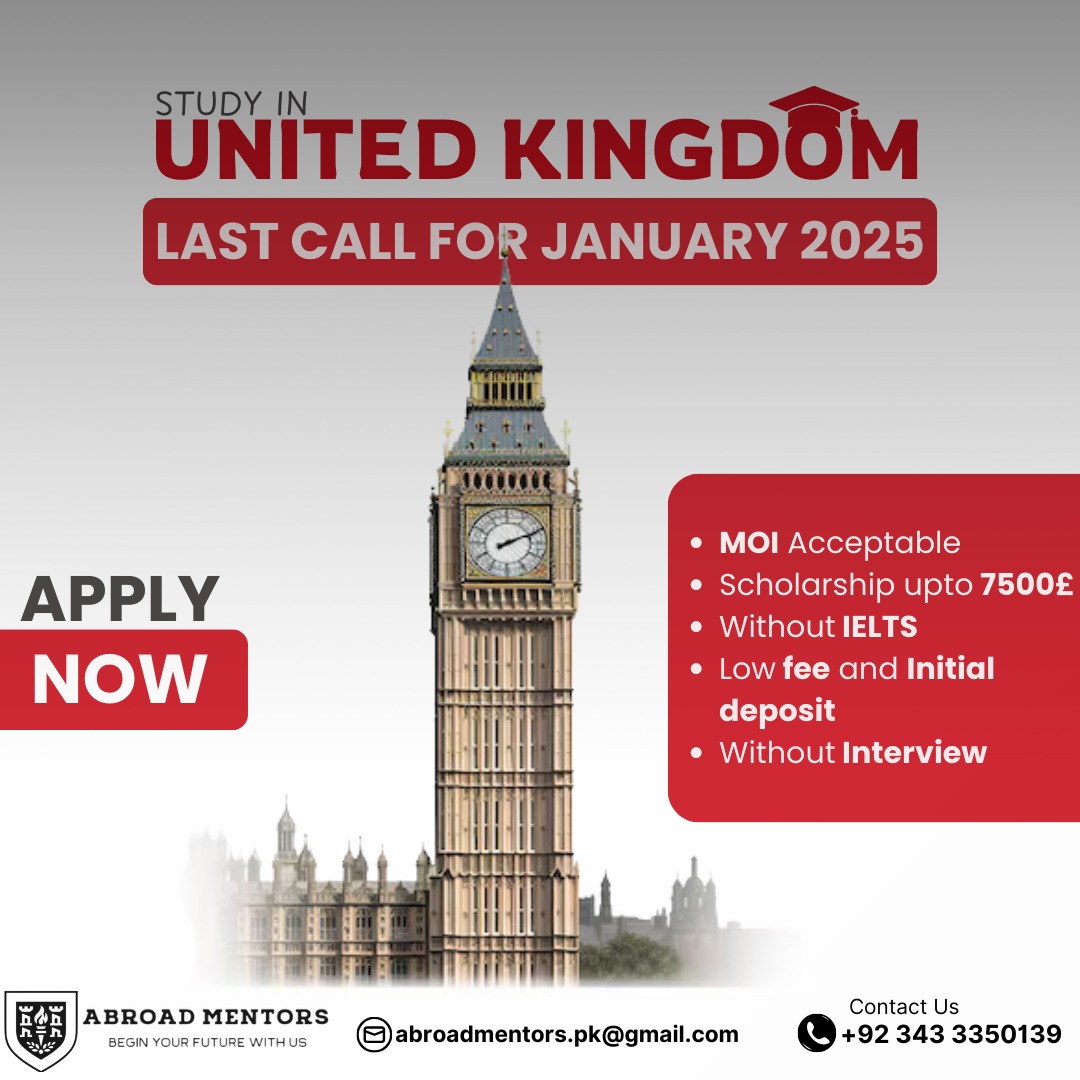 STUDY IN
UNITED KINGDOM
LAST CALL FOR JANUARY 2025
APPLY
NOW
• MOI Acceptable
• Scholarship upto 7500£
• Without IELTS
• Low fee and Initial
deposit
• Without Interview
ABROAD MENTORS
BEGIN YOUR FUTURE WITH US
abroadmentors.pk@gmail.com
Contact Us
+92 343 3350139